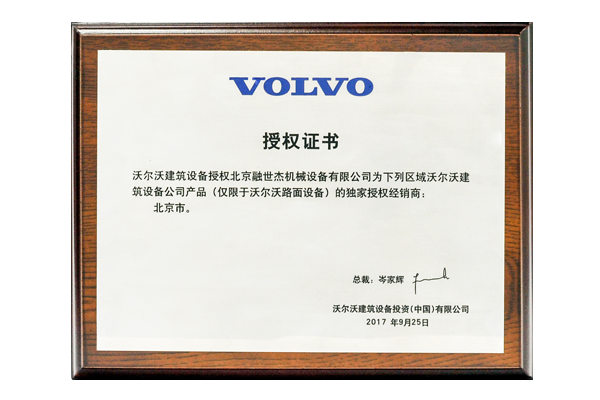 VOLVO
授权证书
沃尔沃建筑设备授权北京融世杰机械设备有限公司为下列区域沃尔沃建
筑设备公司产品（仅限于沃尔沃路面设备）的独家授权经销商：
北京市。
总裁：岑家辉
沃尔沃建筑设备投资(中国)有限公司
2017 年9月25日